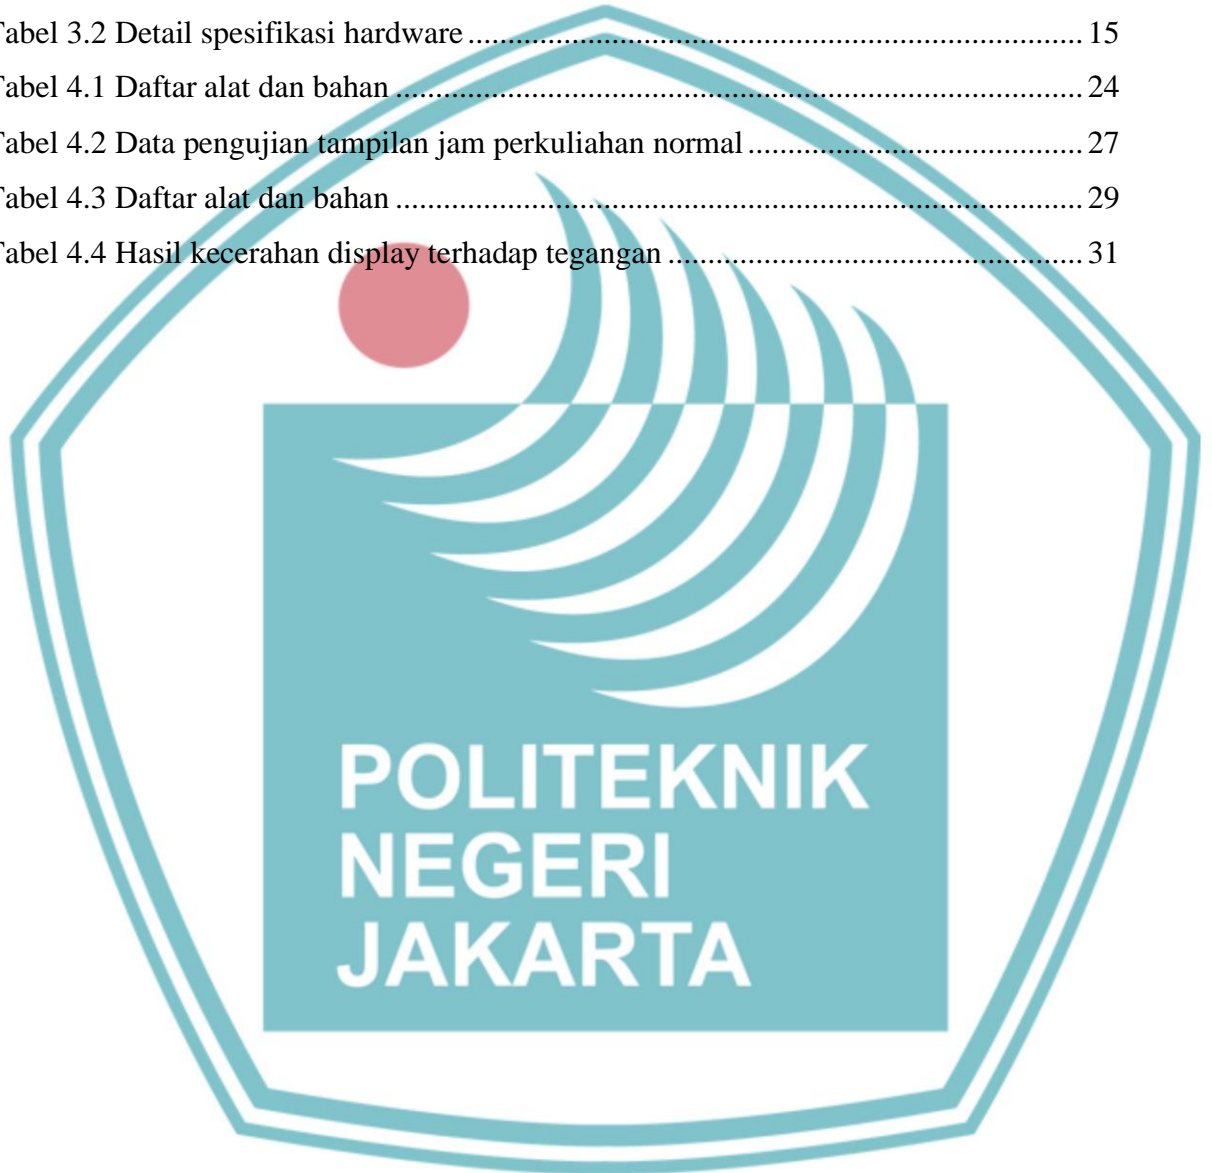 Tabel 3.2 Detail spesifikasi hardware ............................................................................... 15
Tabel 4.1 Daftar alat dan bahan ........................................................................................ 24
Tabel 4.2 Data pengujian tampilan jam perkuliahan normal ........................................... 27
Tabel 4.3 Daftar alat dan bahan ........................................................................................ 29
Tabel 4.4 Hasil kecerahan display terhadap tegangan ..................................................... 31
POLITEKNIK
NEGERI
JAKARTA